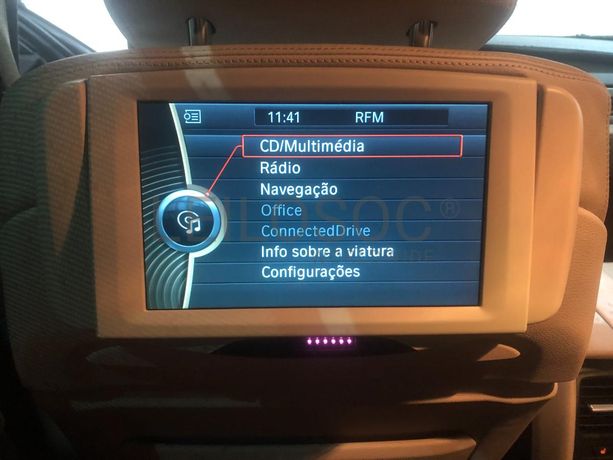 11:41 RFM
CD/Multimédia
Rádio
Navegação
Office
ConnectedDrive
Info sobre a viatura
Configurações